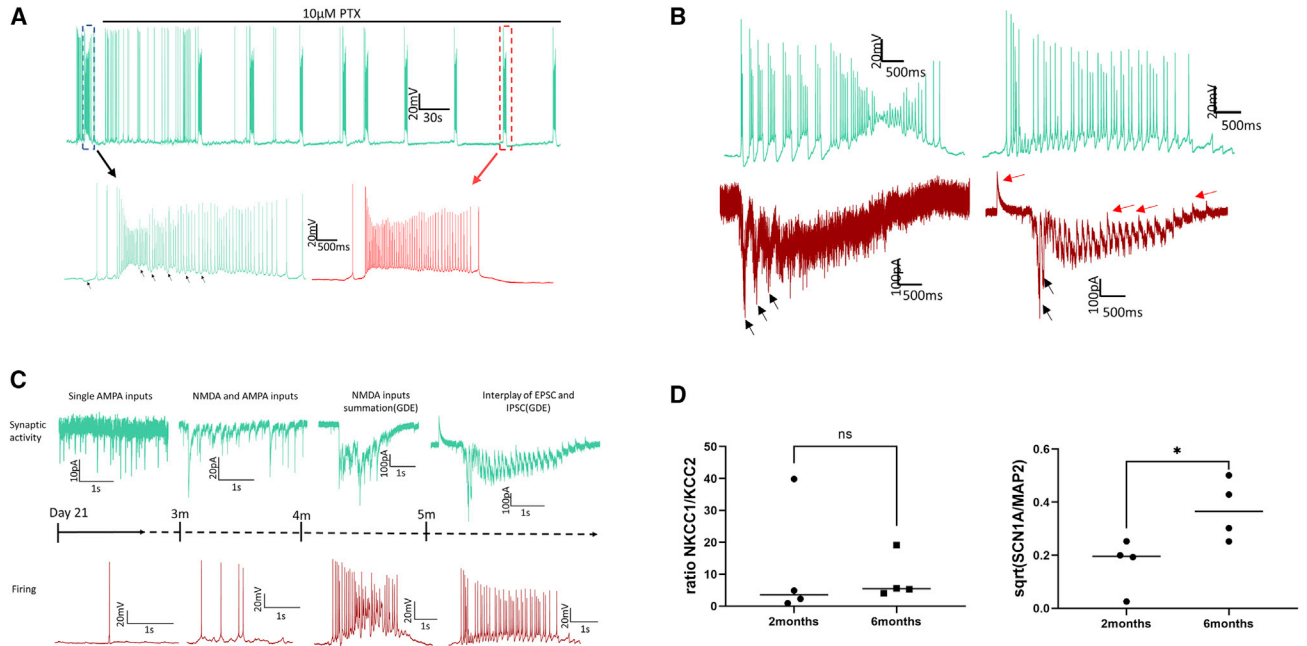 A
10µM PTX
20mV
30s
20mV
500ms
B
20mV
500ms
20mV
500ms
100pA
500ms
100pA
500ms
C
Single AMPA inputs
NMDA and AMPA inputs
NMDA inputs
summation(GDE)
Interplay of EPSC and
IPSC(GDE)
Synaptic
activity
10pA
1s
20pA
1s
100pA
1s
100pA
1s
Day 21
3m
4m
5m
Firing
20mV
1s
20mV
1s
20mV
1s
20mV
1s
D
ratio NKCC1/KCC2
50
40
30
20
10
0
ns
2months
6months
sqrt(SCN1A/MAP2)
0.6
0.4
0.2
0.0
*
2months
6months